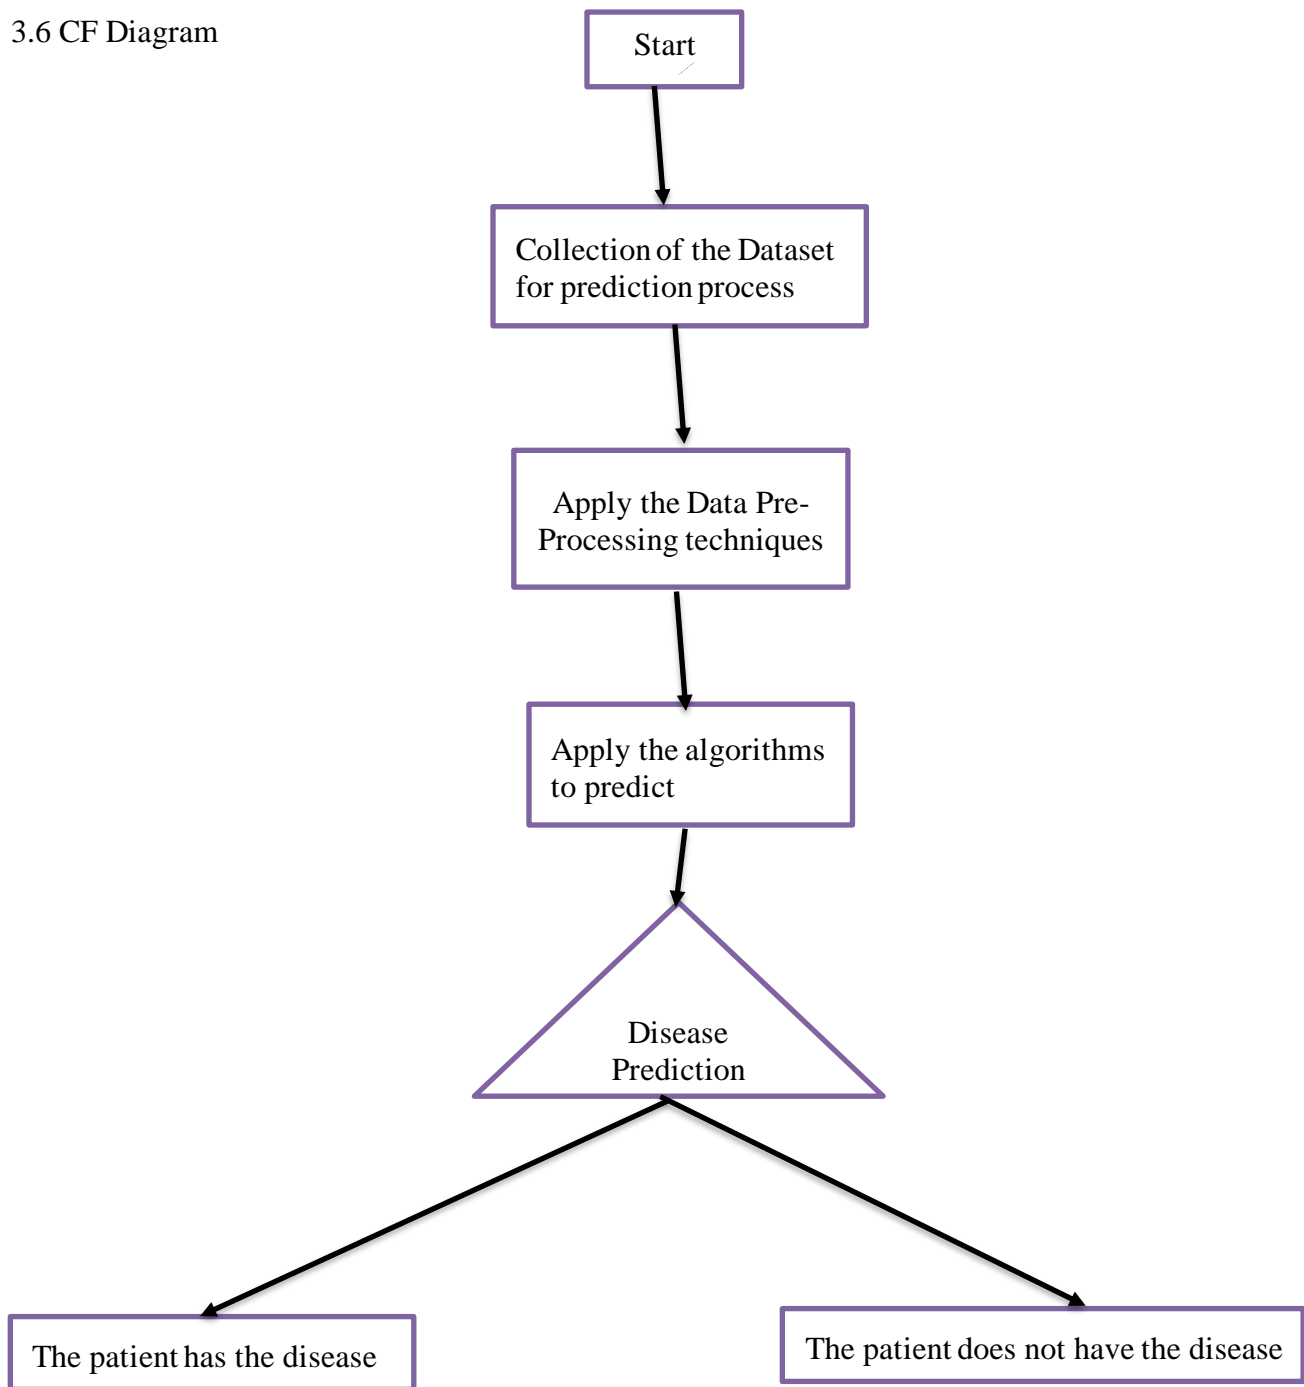 3.6 CF Diagram
Start
Collection of the Dataset
for prediction process
Apply the Data Pre-
Processing techniques
Apply the algorithms
to predict
Disease
Prediction
The patient has the disease
The patient does not have the disease